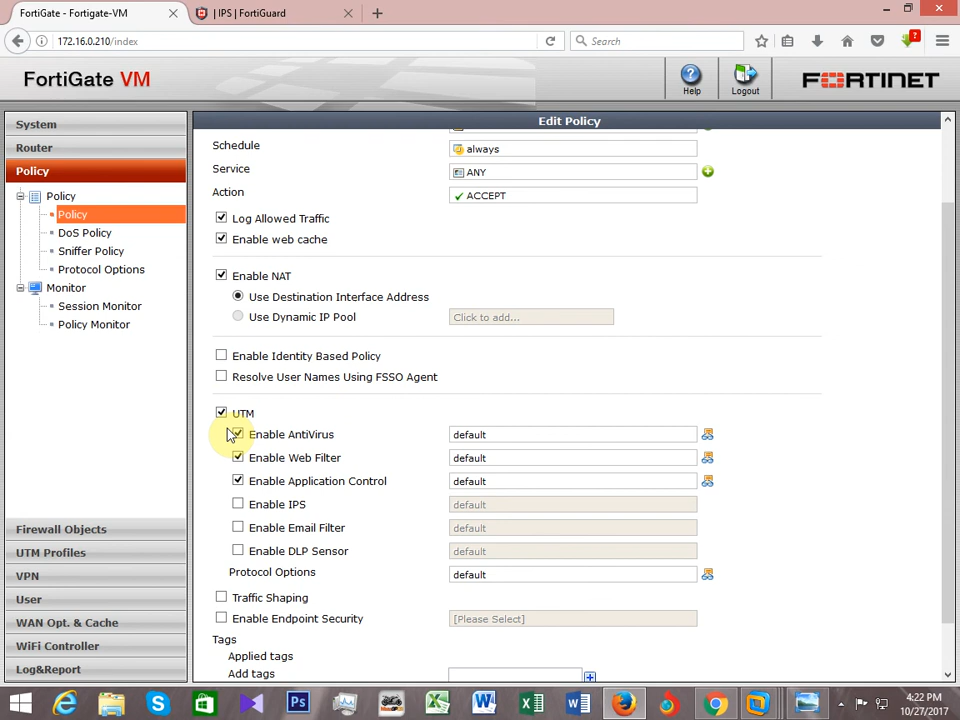 FortiGate - Fortigate-VM
| IPS | FortiGuard
172.16.0.210/index
Search
?
FortiGate VM
Help
Logout
FORTINET
System
Router
Policy
Policy
Policy
DoS Policy
Sniffer Policy
Protocol Options
Monitor
Session Monitor
Policy Monitor
Firewall Objects
UTM Profiles
VPN
User
WAN Opt. & Cache
WiFi Controller
Log&Report
Edit Policy
Schedule always
Service ANY
Action ACCEPT
Log Allowed Traffic
Enable web cache
Enable NAT
Use Destination Interface Address
Use Dynamic IP Pool Click to add...
Enable Identity Based Policy
Resolve User Names Using FSSO Agent
UTM
Enable AntiVirus default
Enable Web Filter default
Enable Application Control default
Enable IPS default
Enable Email Filter default
Enable DLP Sensor default
Protocol Options default
Traffic Shaping
Enable Endpoint Security [Please Select]
Tags
Applied tags
Add tags
Ps
4:22 PM
10/27/2017